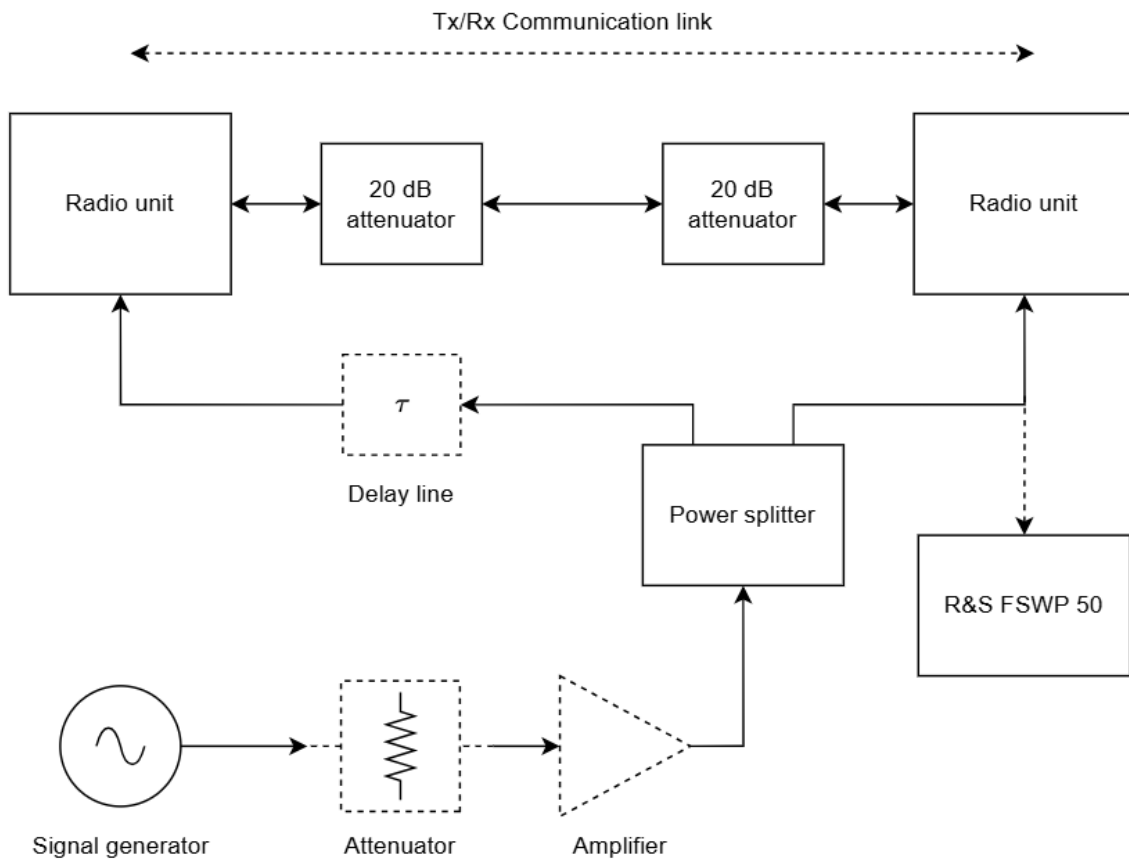 Tx/Rx Communication link
Radio unit
20 dB
attenuator
20 dB
attenuator
Radio unit
τ
Delay line
Power splitter
R&S FSWP 50
Signal generator
Attenuator
Amplifier